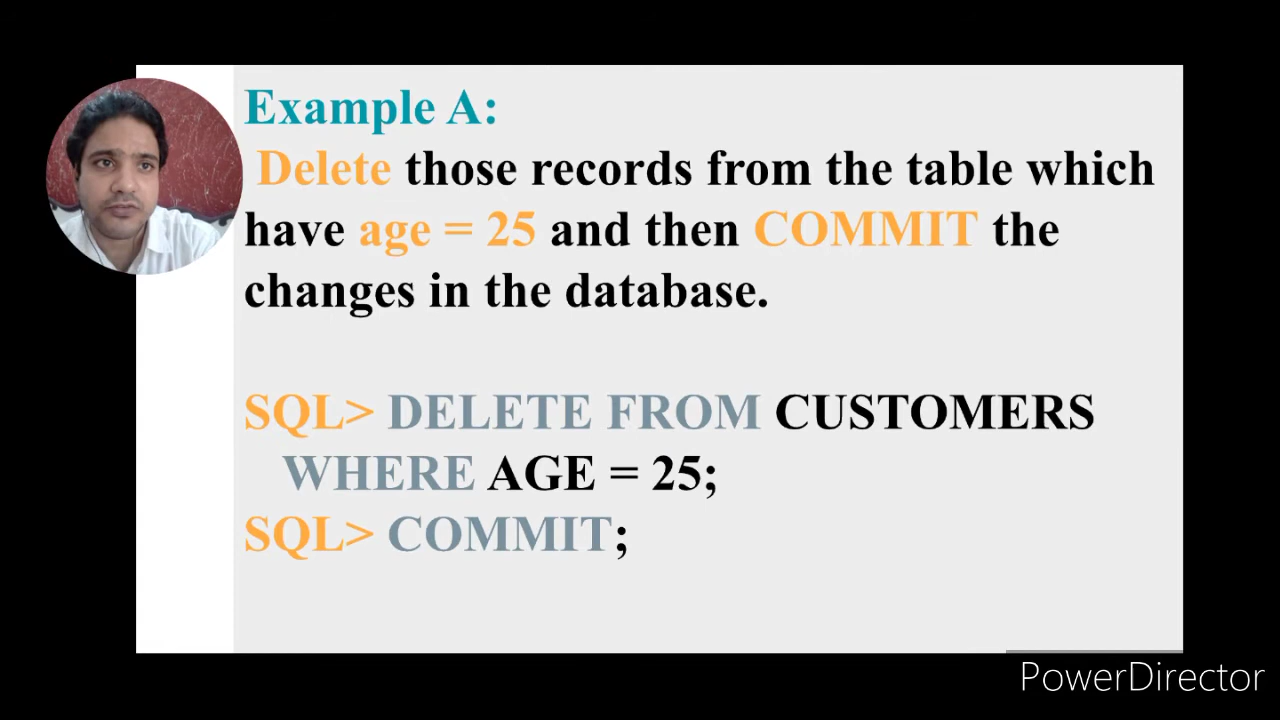 Example A:
Delete those records from the table which
have age = 25 and then COMMIT the
changes in the database.
SQL> DELETE FROM CUSTOMERS
WHERE AGE = 25;
SQL> COMMIT;
PowerDirector